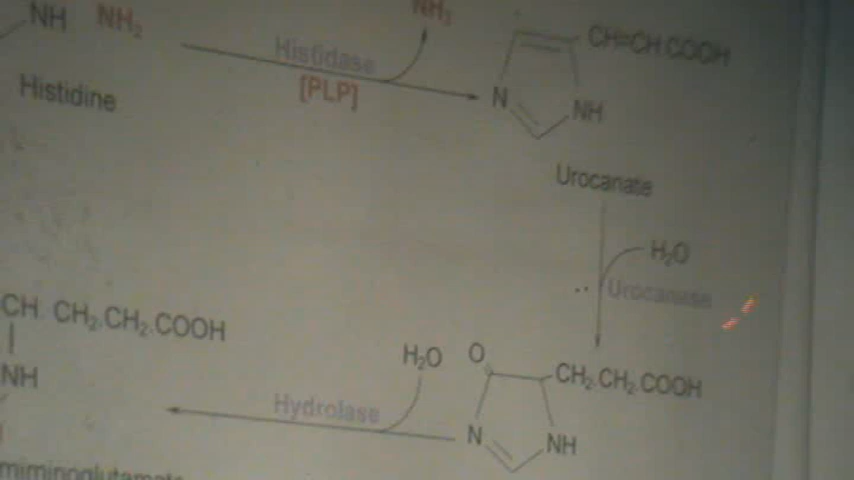 NH NH2
NH3
Histidase
[PLP]
Histidine
CH=CH.COOH
N
NH
Urocanate
H2O
Urocanase
CH CH2.CH2.COOH
NH
H2O
O
CH2.CH2.COOH
Hydrolase
N
NH
miminoglutamate